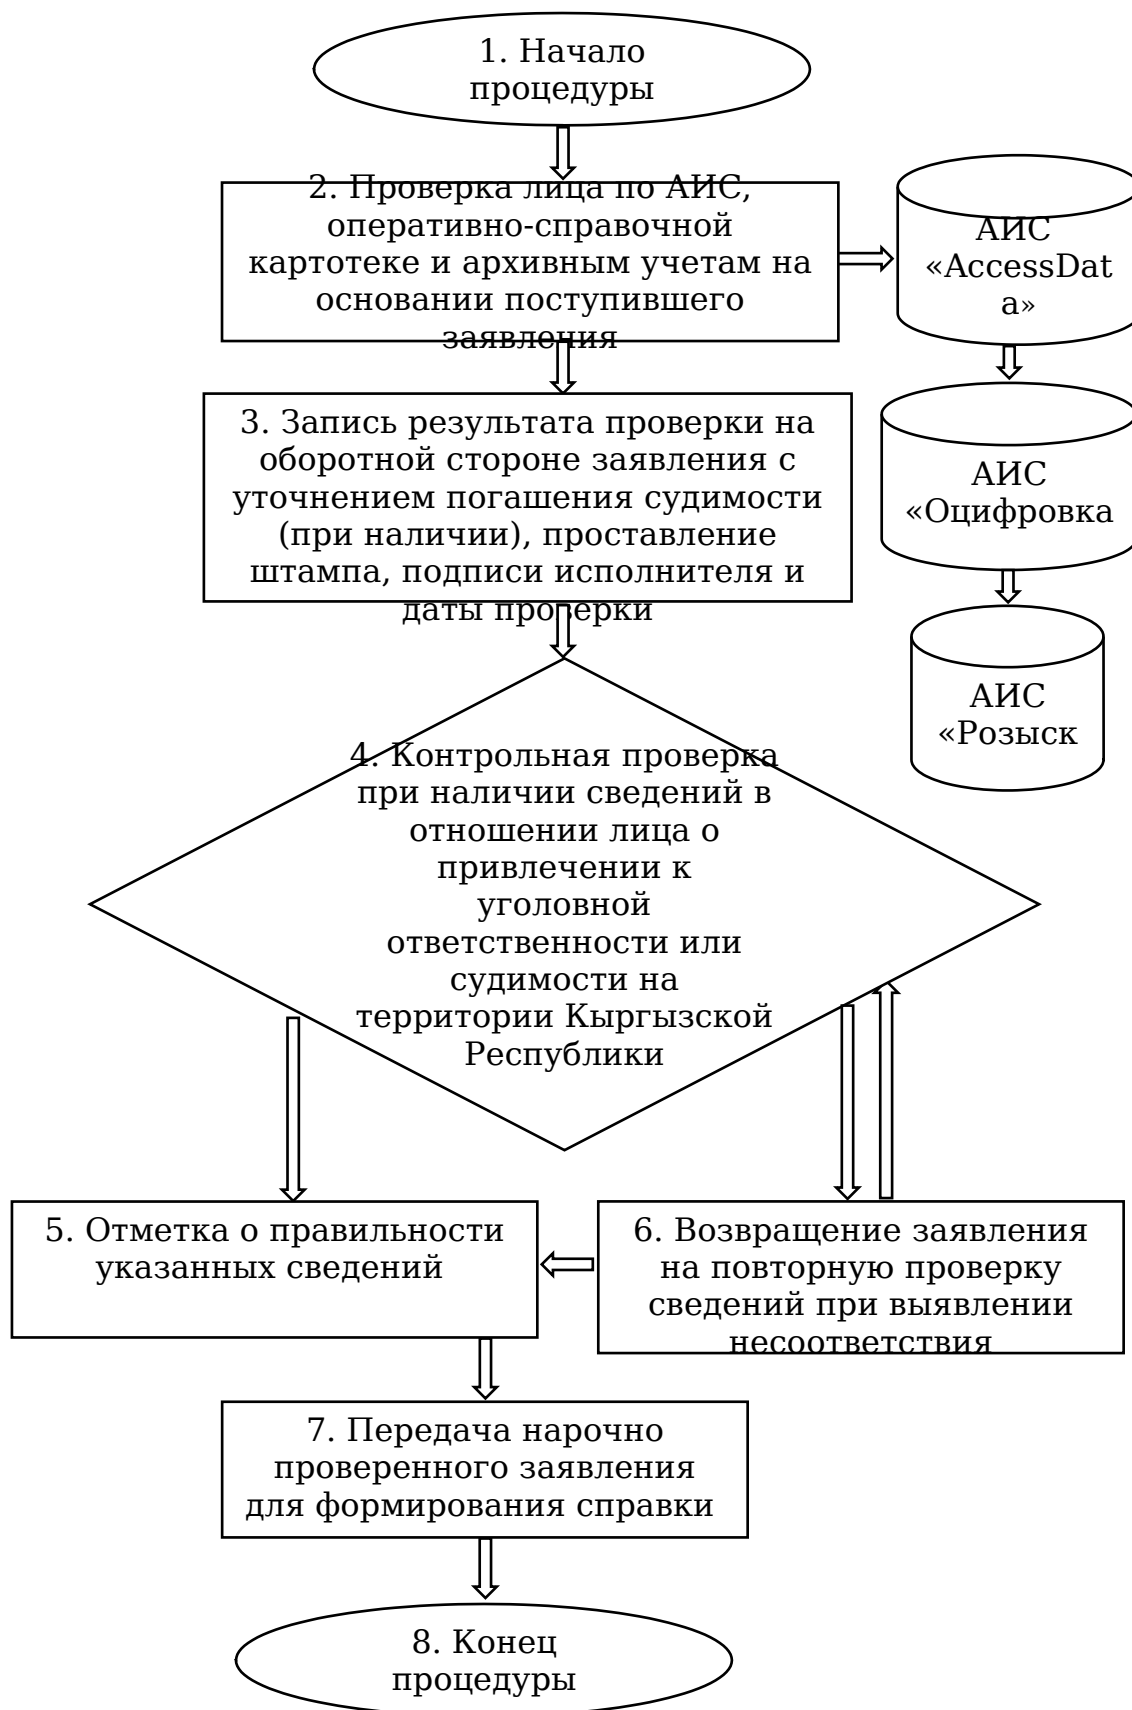 1. Начало
процедуры
2. Проверка лица по АИС,
оперативно-справочной
картотеке и архивным учетам на
основании поступившего
заявления
АИС
«AccessDat
a»
3. Запись результата проверки на
оборотной стороне заявления с
уточнением погашения судимости
(при наличии), проставление
штампа, подписи исполнителя и
даты проверки
АИС
«Оцифровка
АИС
«Розыск
4. Контрольная проверка
при наличии сведений в
отношении лица о
привлечении к
уголовной
ответственности или
судимости на
территории Кыргызской
Республики
5. Отметка о правильности
указанных сведений
6. Возвращение заявления
на повторную проверку
сведений при выявлении
несоответствия
7. Передача нарочно
проверенного заявления
для формирования справки
8. Конец
процедуры